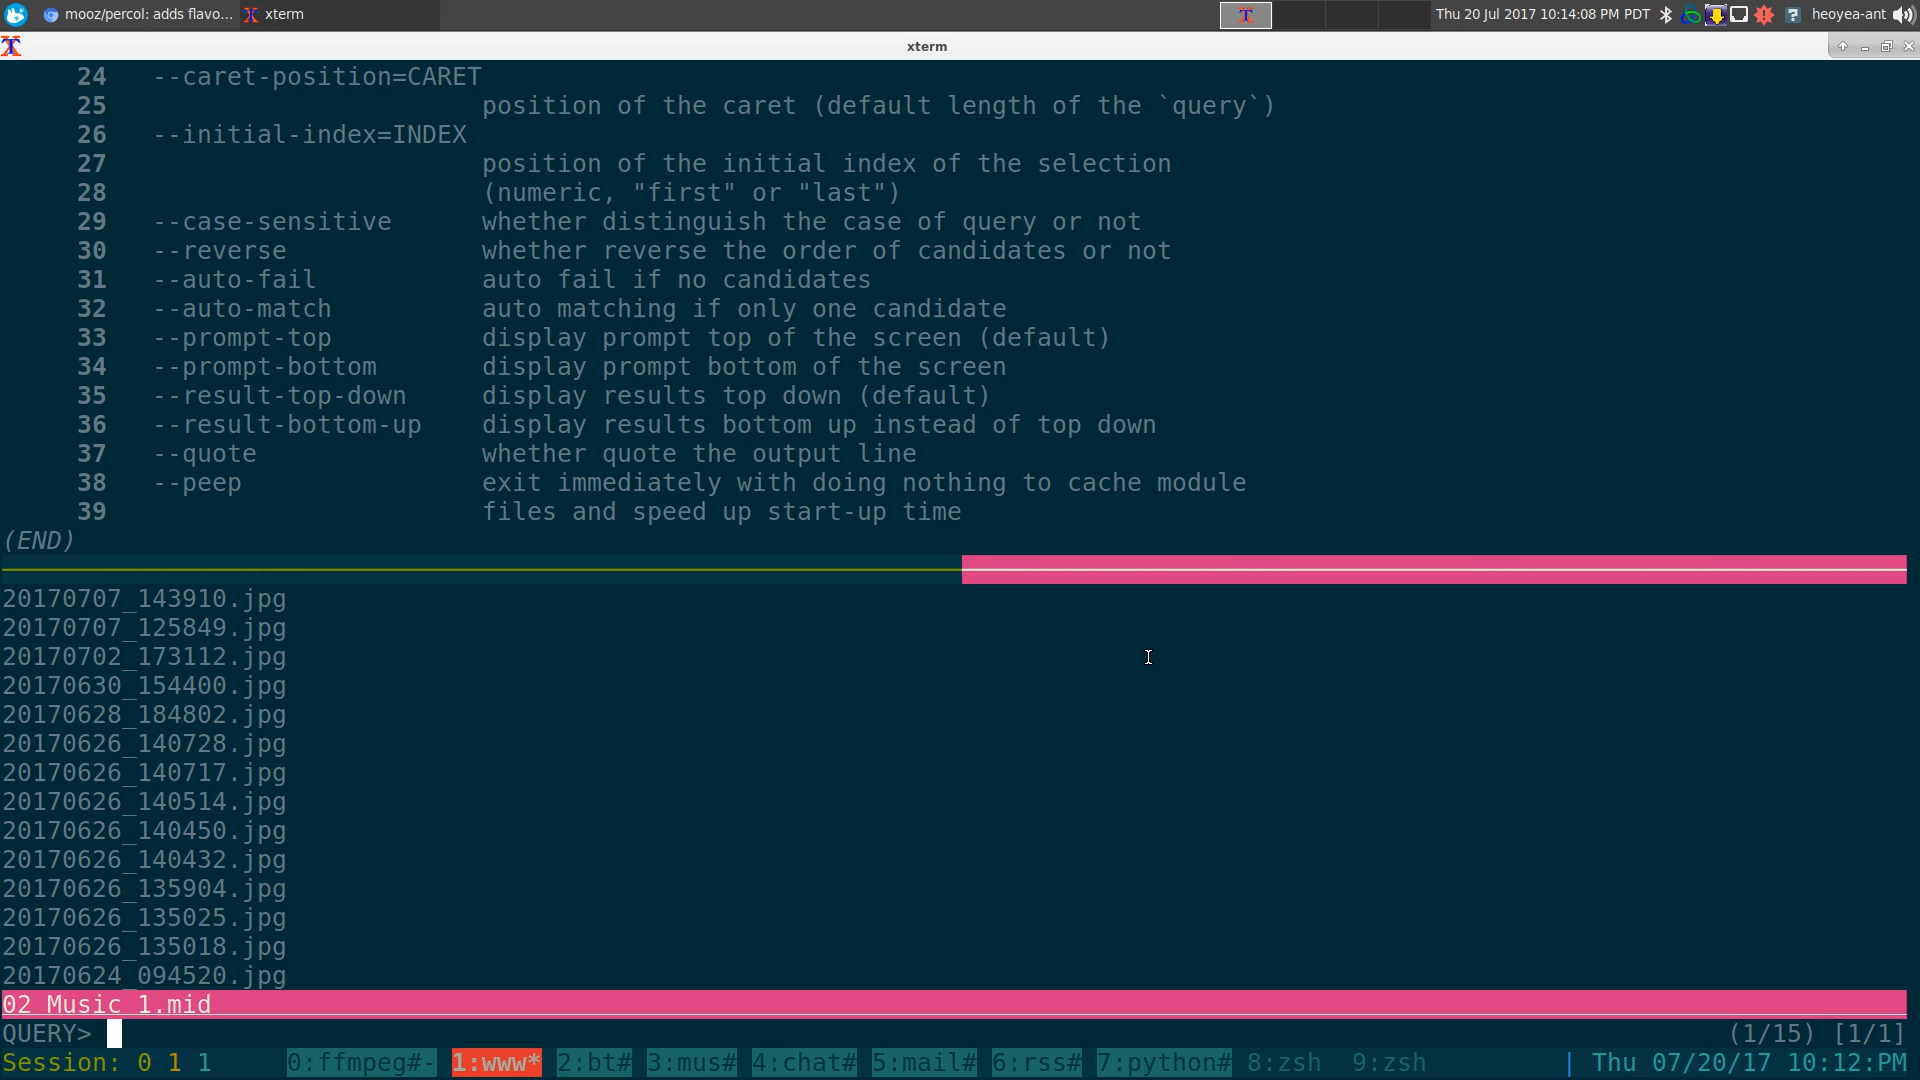 mooz/percol: adds flavo... xterm Thu 20 Jul 2017 10:14:08 PM PDT heoyea-ant
xterm
24 --caret-position=CARET
25 position of the caret (default length of the `query`)
26 --initial-index=INDEX
27 position of the initial index of the selection
28 (numeric, "first" or "last")
29 --case-sensitive whether distinguish the case of query or not
30 --reverse whether reverse the order of candidates or not
31 --auto-fail auto fail if no candidates
32 --auto-match auto matching if only one candidate
33 --prompt-top display prompt top of the screen (default)
34 --prompt-bottom display prompt bottom of the screen
35 --result-top-down display results top down (default)
36 --result-bottom-up display results bottom up instead of top down
37 --quote whether quote the output line
38 --peep exit immediately with doing nothing to cache module
39 files and speed up start-up time
(END)
20170707_143910.jpg
20170707_125849.jpg
20170702_173112.jpg
20170630_154400.jpg
20170628_184802.jpg
20170626_140728.jpg
20170626_140717.jpg
20170626_140514.jpg
20170626_140450.jpg
20170626_140432.jpg
20170626_135904.jpg
20170626_135025.jpg
20170626_135018.jpg
20170624_094520.jpg
02 Music 1.mid
QUERY> (1/15) [1/1]
Session: 0 1 1 0:ffmpeg#- 1:www* 2:bt# 3:mus# 4:chat# 5:mail# 6:rss# 7:python# 8:zsh 9:zsh | Thu 07/20/17 10:12:PM